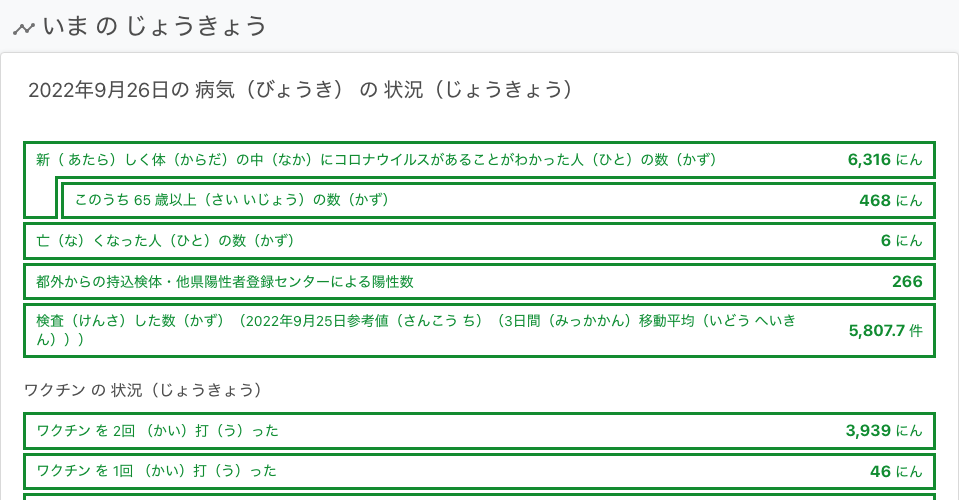 いま の じょうきょう
2022年9月26日の 病気（びょうき） の 状況（じょうきょう）
新（ あたら）しく体（からだ）の中（なか）にコロナウイルスがあることがわかった人（ひと）の数（かず） 6,316 にん
このうち 65 歳以上（さい いじょう）の数（かず） 468 にん
亡（な）くなった人（ひと）の数（かず） 6 にん
都外からの持込検体・他県陽性者登録センターによる陽性数 266
検査（けんさ）した数（かず）（2022年9月25日参考値（さんこう ち）（3日間（みっかかん）移動平均（いどう へいき
ん））） 5,807.7 件
ワクチン の 状況（じょうきょう）
ワクチン を 2回 （かい）打（う）った 3,939 にん
ワクチン を 1回 （かい）打（う）った 46 にん